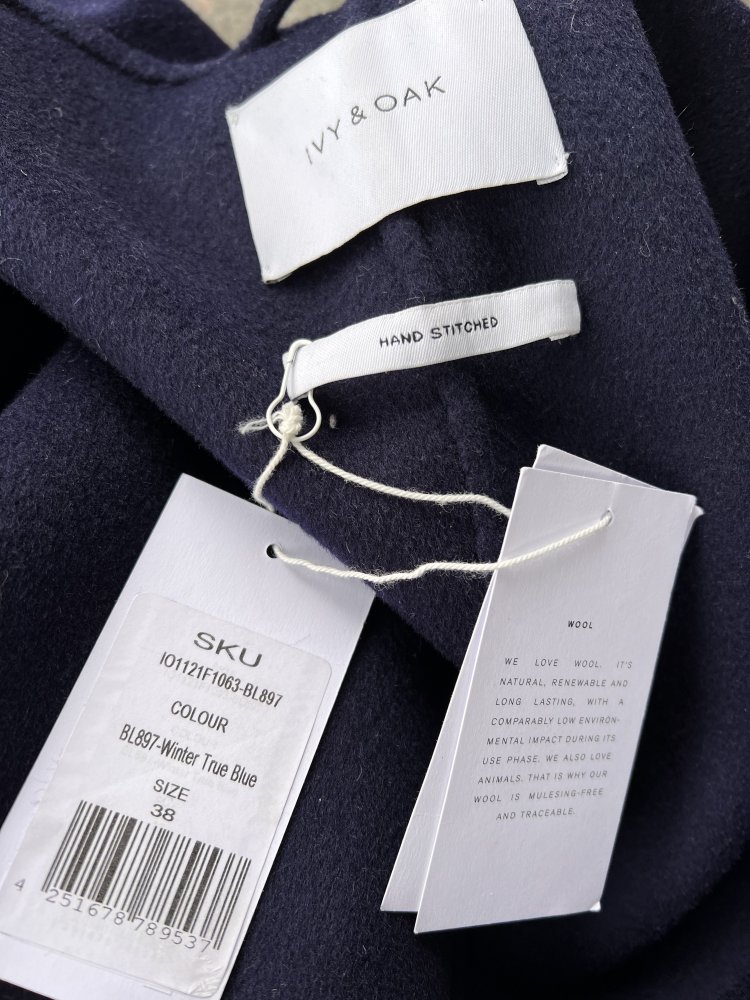 IVY & OAK
HAND STITCHED
SKU
IO1121F1063-BL897
COLOUR
BL897-Winter True Blue
SIZE
38
4 251678 789537
WOOL
WE LOVE WOOL. IT'S
NATURAL, RENEWABLE AND
LONG LASTING, WITH A
COMPARABLY LOW ENVIRON-
MENTAL IMPACT DURING ITS
USE PHASE. WE ALSO LOVE
ANIMALS. THAT IS WHY OUR
WOOL IS MULESING-FREE
AND TRACEABLE.